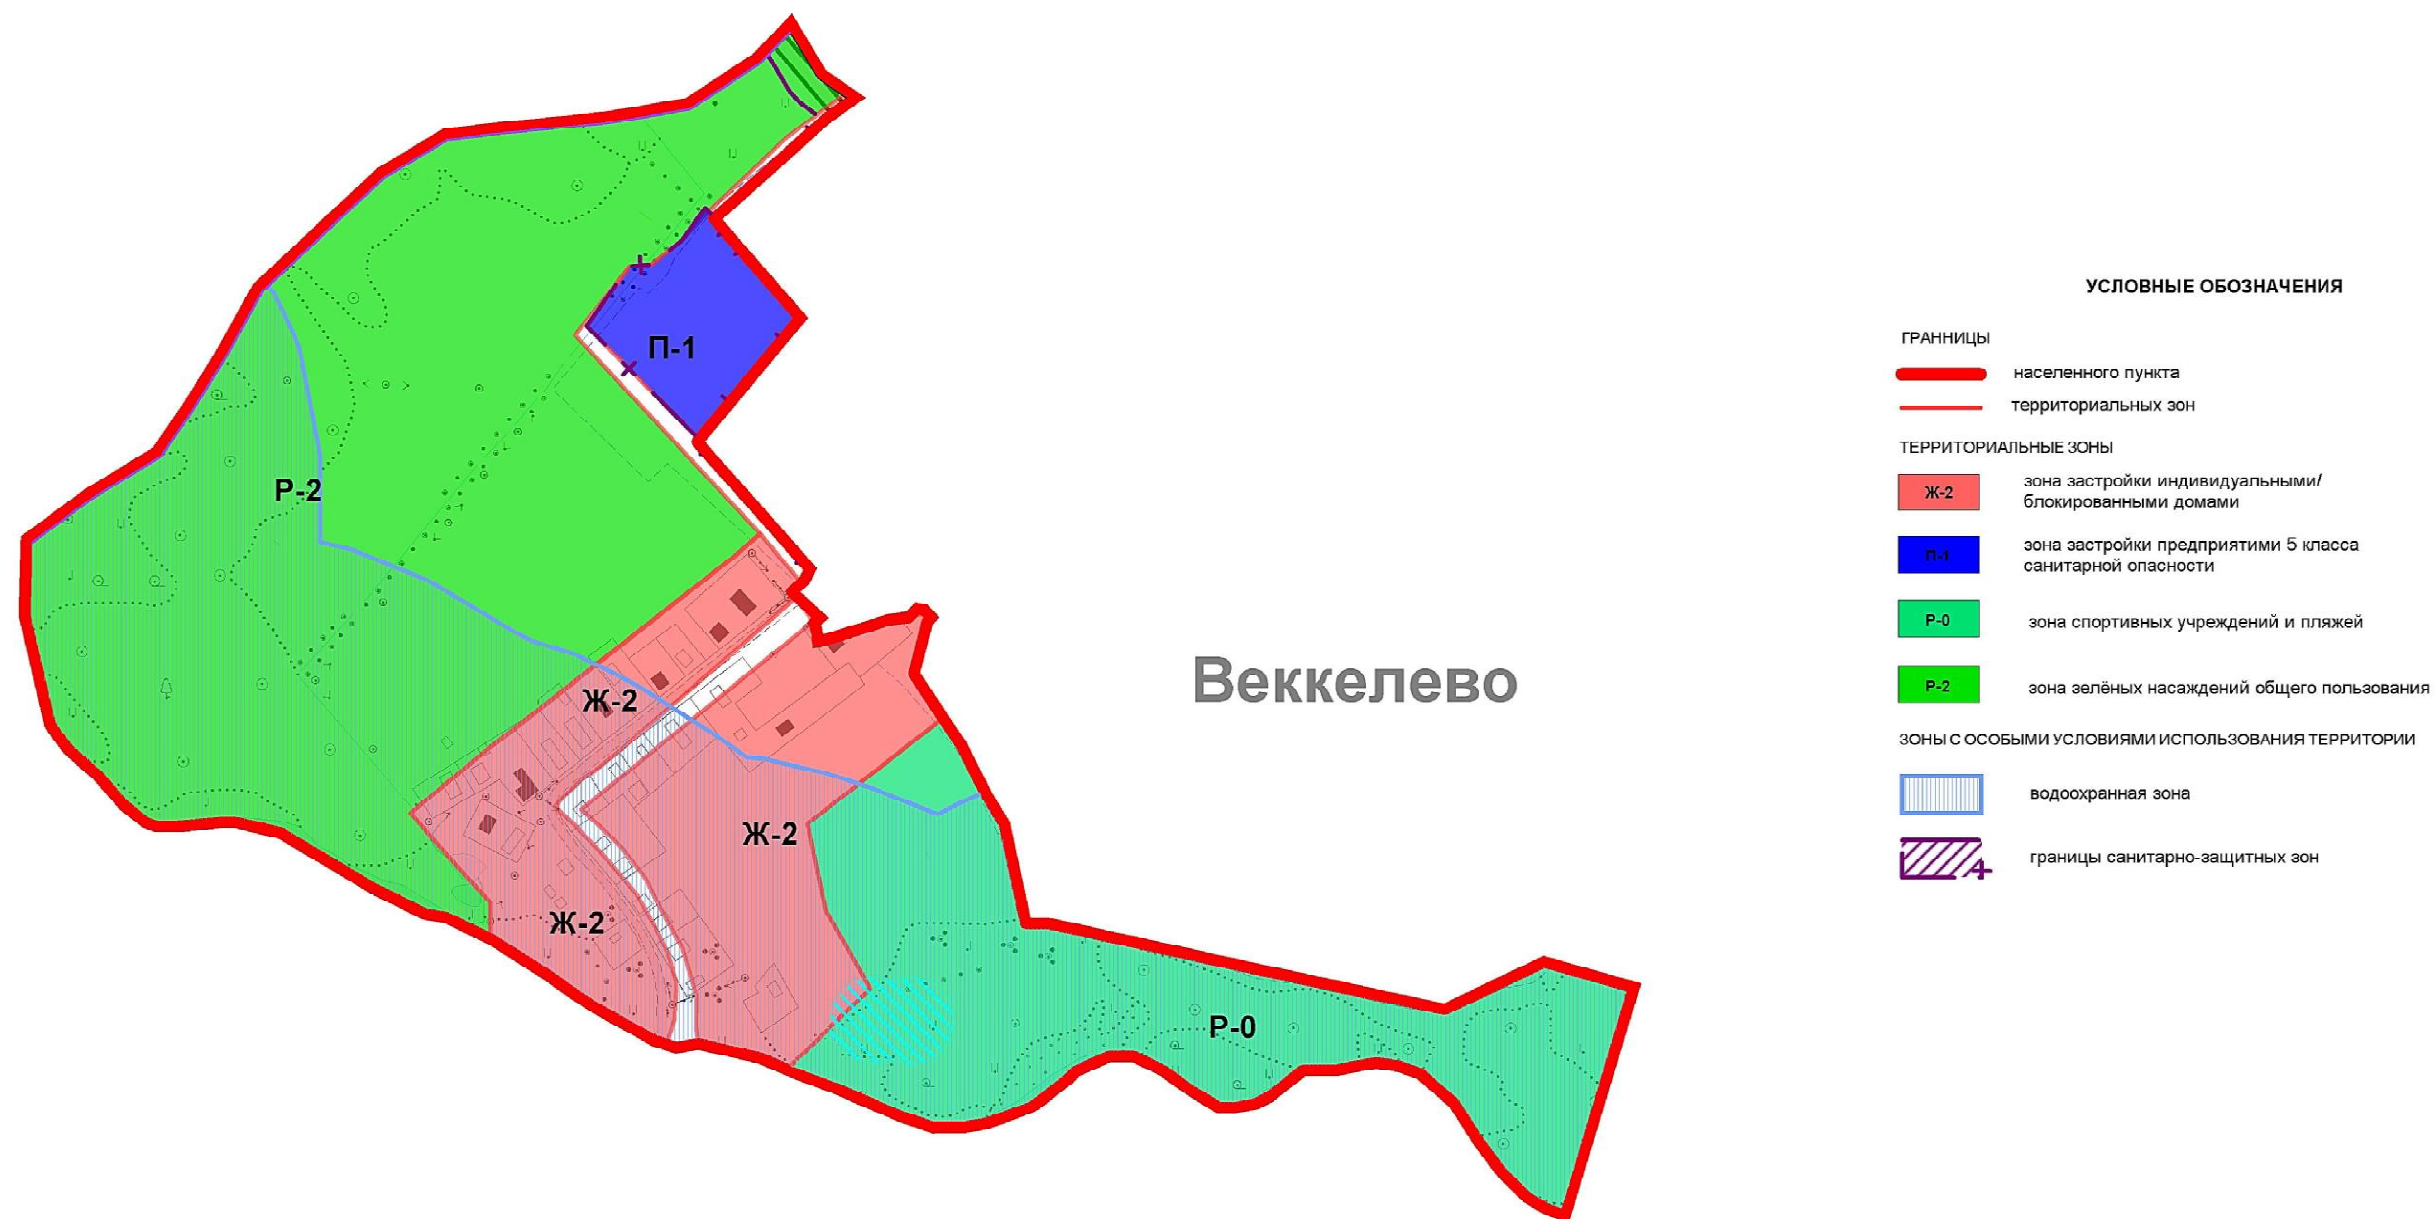 П-1
Р-2
Ж-2
Веккелево
Ж-2
Ж-2
Р-0
УСЛОВНЫЕ ОБОЗНАЧЕНИЯ
ГРАННИЦЫ
населенного пункта
территориальных зон
ТЕРРИТОРИАЛЬНЫЕ ЗОНЫ
Ж-2
зона застройки индивидуальными/
блокированными домами
П-1
зона застройки предприятими 5 класса
санитарной опасности
Р-0
зона спортивных учреждений и пляжей
Р-2
зона зелёных насаждений общего пользования
ЗОНЫ С ОСОБЫМИ УСЛОВИЯМИ ИСПОЛЬЗОВАНИЯ ТЕРРИТОРИИ
водоохранная зона
границы санитарно-защитных зон